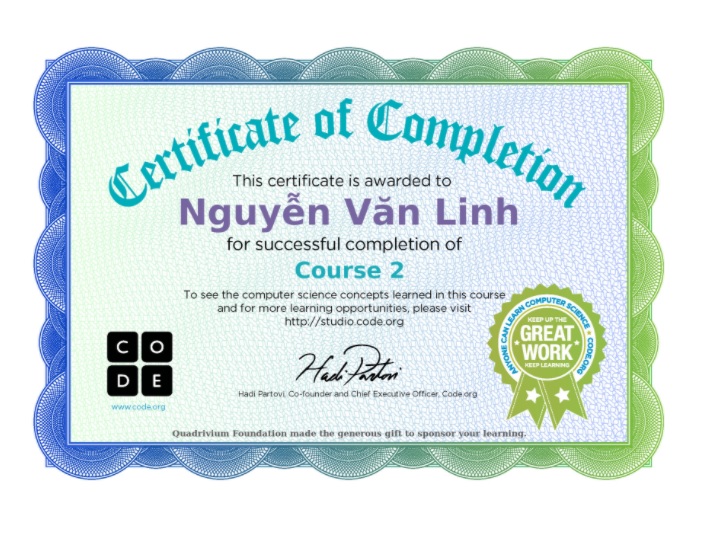 Certificate of Completion
This certificate is awarded to
Nguyễn Văn Linh
for successful completion of
Course 2
To see the computer science concepts learned in this course
and for more learning opportunities, please visit
http://studio.code.org
ANYONE CAN LEARN COMPUTER SCIENCE • CODE.ORG
KEEP UP THE
GREAT
WORK
KEEP LEARNING
C O
D E
www.code.org
Hadi Partovi
Hadi Partovi, Co-founder and Chief Executive Officer, Code.org
Quadrivium Foundation made the generous gift to sponsor your learning.